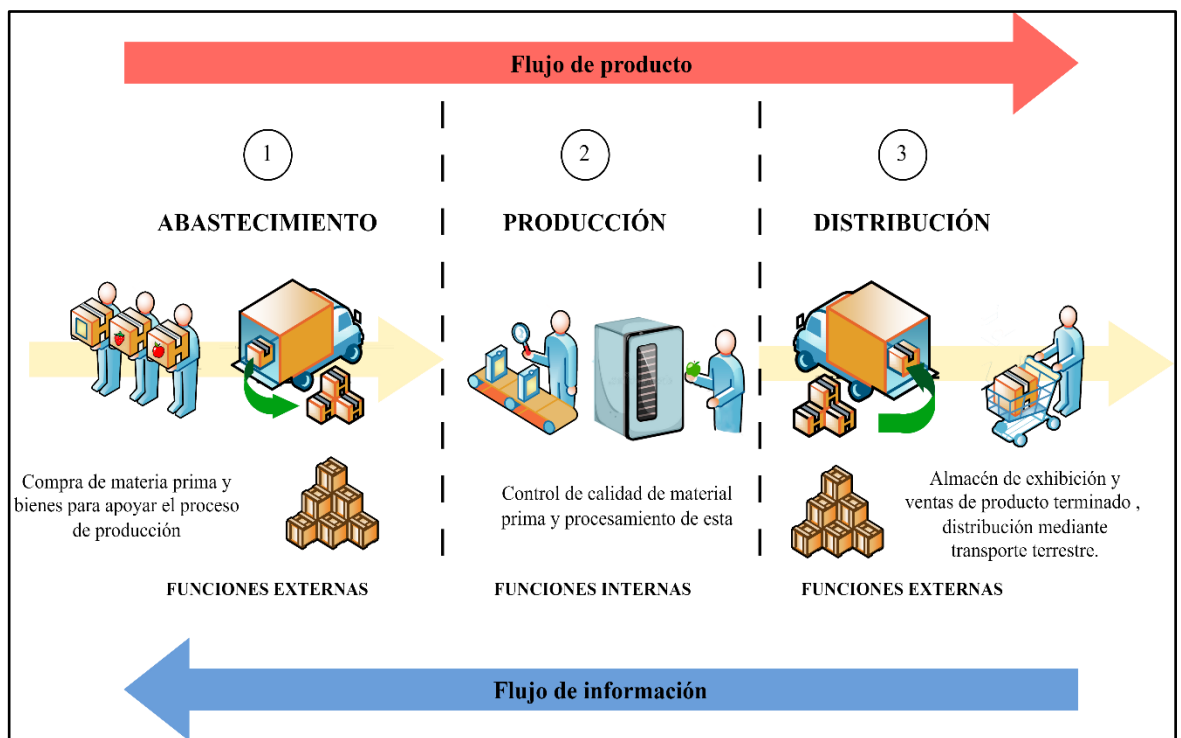 Flujo de producto
1
2
3
ABASTECIMIENTO
PRODUCCIÓN
DISTRIBUCIÓN
Compra de materia prima y
bienes para apoyar el proceso
de producción
Control de calidad de material
prima y procesamiento de esta
Almacén de exhibición y
ventas de producto terminado ,
distribución mediante
transporte terrestre.
FUNCIONES EXTERNAS
FUNCIONES INTERNAS
FUNCIONES EXTERNAS
Flujo de información